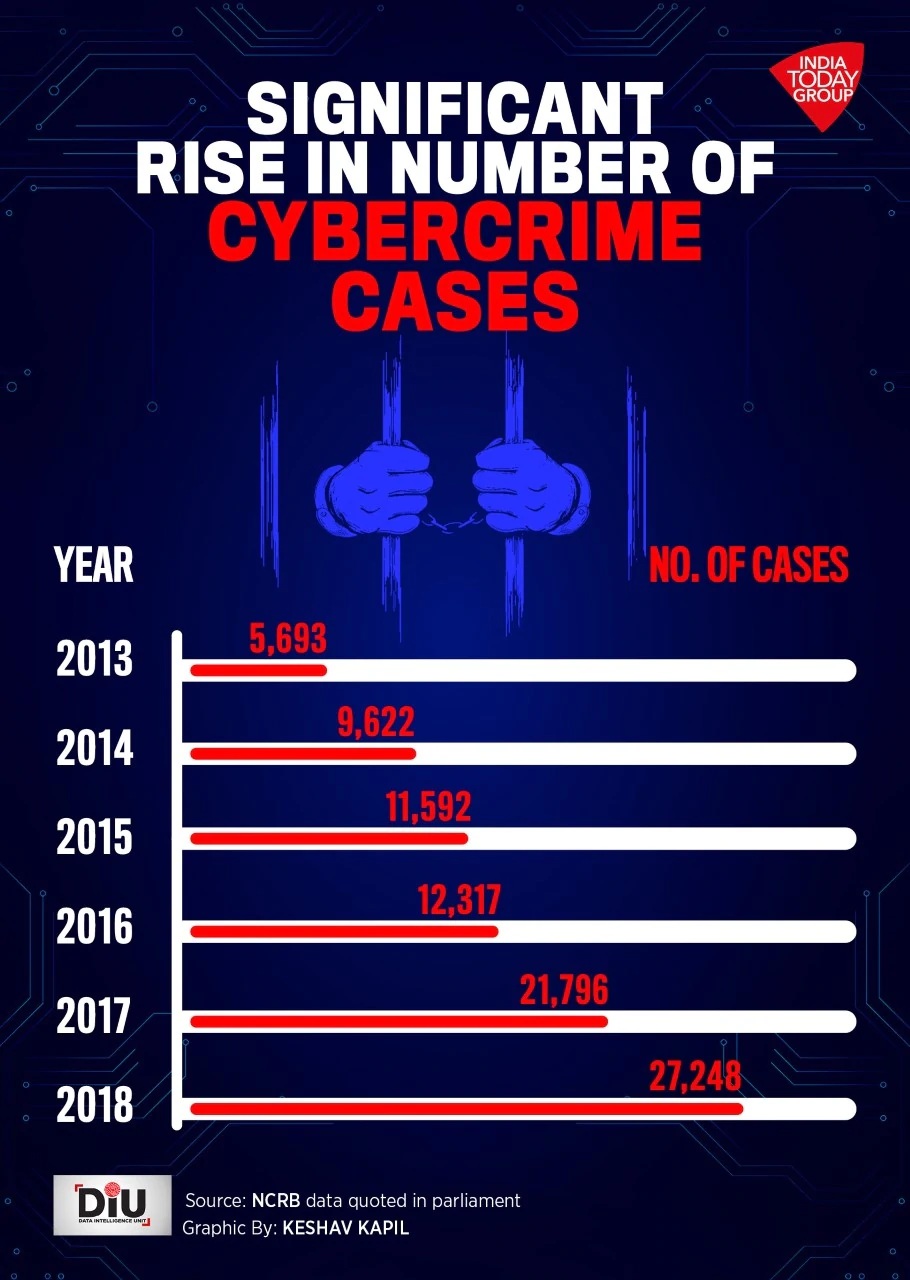 INDIA
TODAY
GROUP
SIGNIFICANT
RISE IN NUMBER OF
CYBERCRIME
CASES
YEAR NO. OF CASES
2013 5,693
2014 9,622
2015 11,592
2016 12,317
2017 21,796
2018 27,248
DiU
DATA INTELLIGENCE UNIT
Source: NCRB data quoted in parliament
Graphic By: KESHAV KAPIL